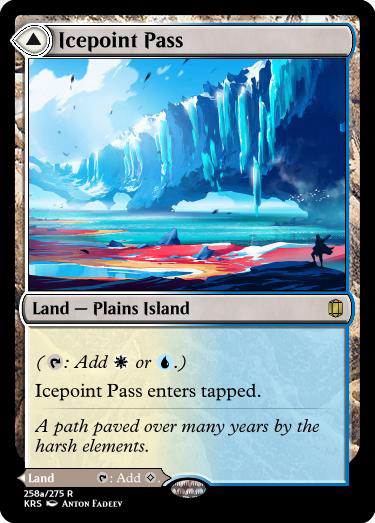 Icepoint Pass
Land — Plains Island
(: Add or .)
Icepoint Pass enters tapped.
A path paved over many years by the
harsh elements.
Land : Add .
258a/275 R
KRS Anton Fadeev